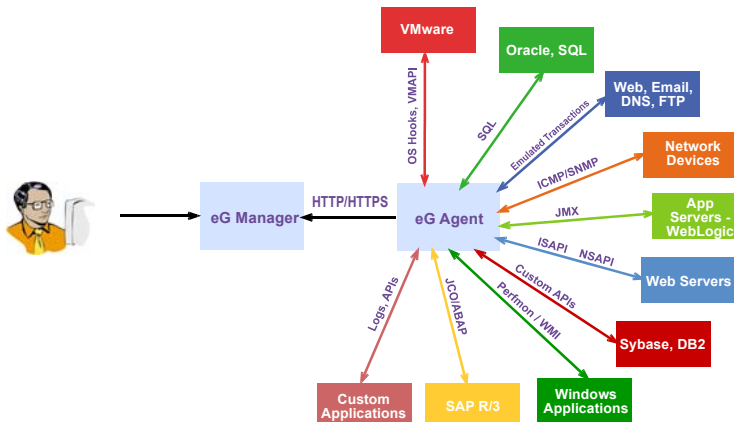 VMware
Oracle, SQL
Web, Email,
DNS, FTP
OS Hooks, VMAPI
SQL
Emulated Transactions
Network
Devices
ICMP/SNMP
HTTP/HTTPS
eG Manager
eG Agent
JMX
App
Servers -
WebLogic
ISAPI NSAPI
Web Servers
Custom APIs
Sybase, DB2
Logs, APIs
JCO/ABAP
Perfmon / WMI
Custom
Applications
SAP R/3
Windows
Applications